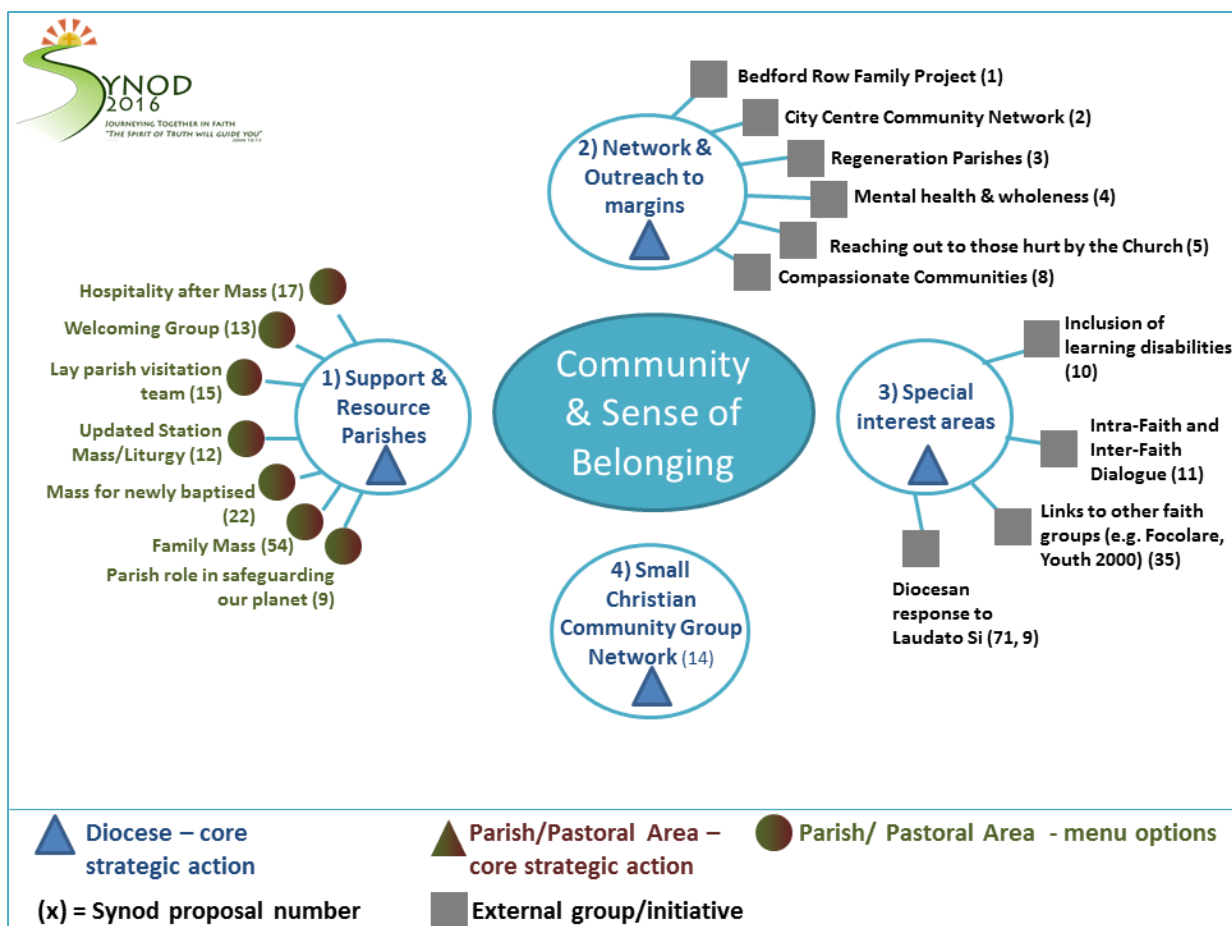 SYNOD
2016
JOURNEYING TOGETHER IN FAITH
"THE SPIRIT OF TRUTH WILL GUIDE YOU"
JOHN 16:13
2) Network &
Outreach to
margins
Bedford Row Family Project (1)
City Centre Community Network (2)
Regeneration Parishes (3)
Mental health & wholeness (4)
Reaching out to those hurt by the Church (5)
Compassionate Communities (8)
Hospitality after Mass (17)
Welcoming Group (13)
Lay parish visitation
team (15)
Updated Station
Mass/Liturgy (12)
Mass for newly baptised
(22)
Family Mass (54)
Parish role in safeguarding
our planet (9)
1) Support &
Resource
Parishes
Community
& Sense of
Belonging
3) Special
interest areas
Inclusion of
learning disabilities
(10)
Intra-Faith and
Inter-Faith
Dialogue (11)
Links to other faith
groups (e.g. Focolare,
Youth 2000) (35)
Diocesan
response to
Laudato Si (71, 9)
4) Small
Christian
Community Group
Network (14)
Diocese – core
strategic action
Parish/Pastoral Area –
core strategic action
Parish/ Pastoral Area - menu options
(x) = Synod proposal number
External group/initiative